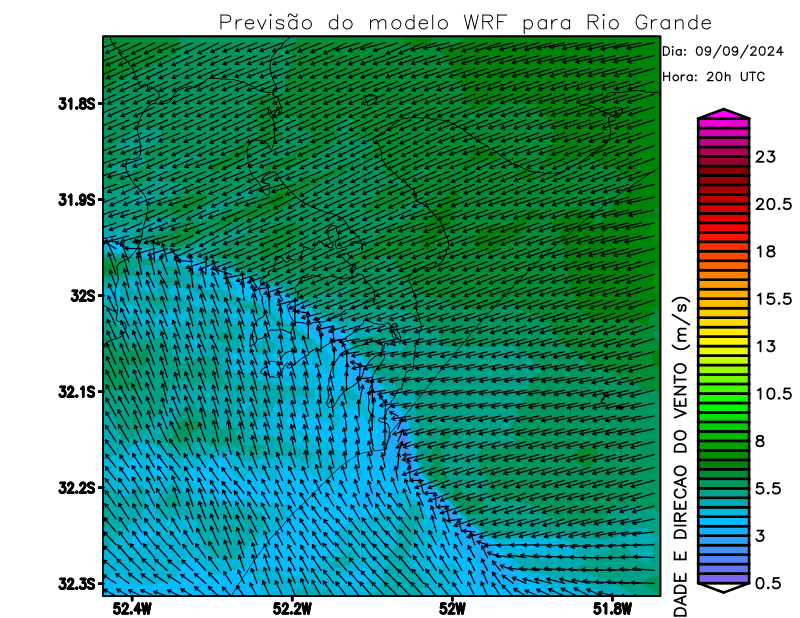 Previsão do modelo WRF para Rio Grande
Dia: 09/09/2024
Hora: 20h UTC
31.8S
31.9S
32S
32.1S
32.2S
32.3S
52.4W
52.2W
52W
51.8W
23
20.5
18
15.5
13
10.5
8
5.5
3
0.5
DADE E DIRECAO DO VENTO (m/s)